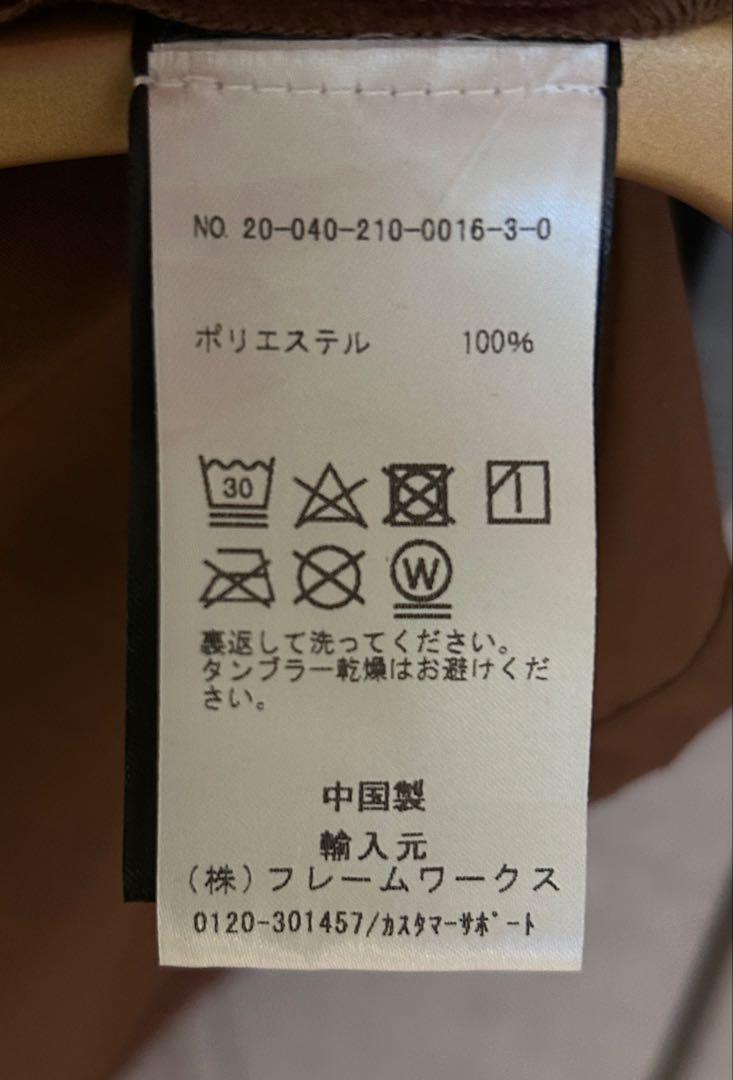 NO. 20-040-210-0016-3-0
ポリエステル 100%
30
W
裏返して洗ってください。
タンブラー乾燥はお避けくだ
さい。
中国製
輸入元
(株)フレームワークス
0120-301457/ｶｽﾀﾏｰｻﾎﾟｰﾄ